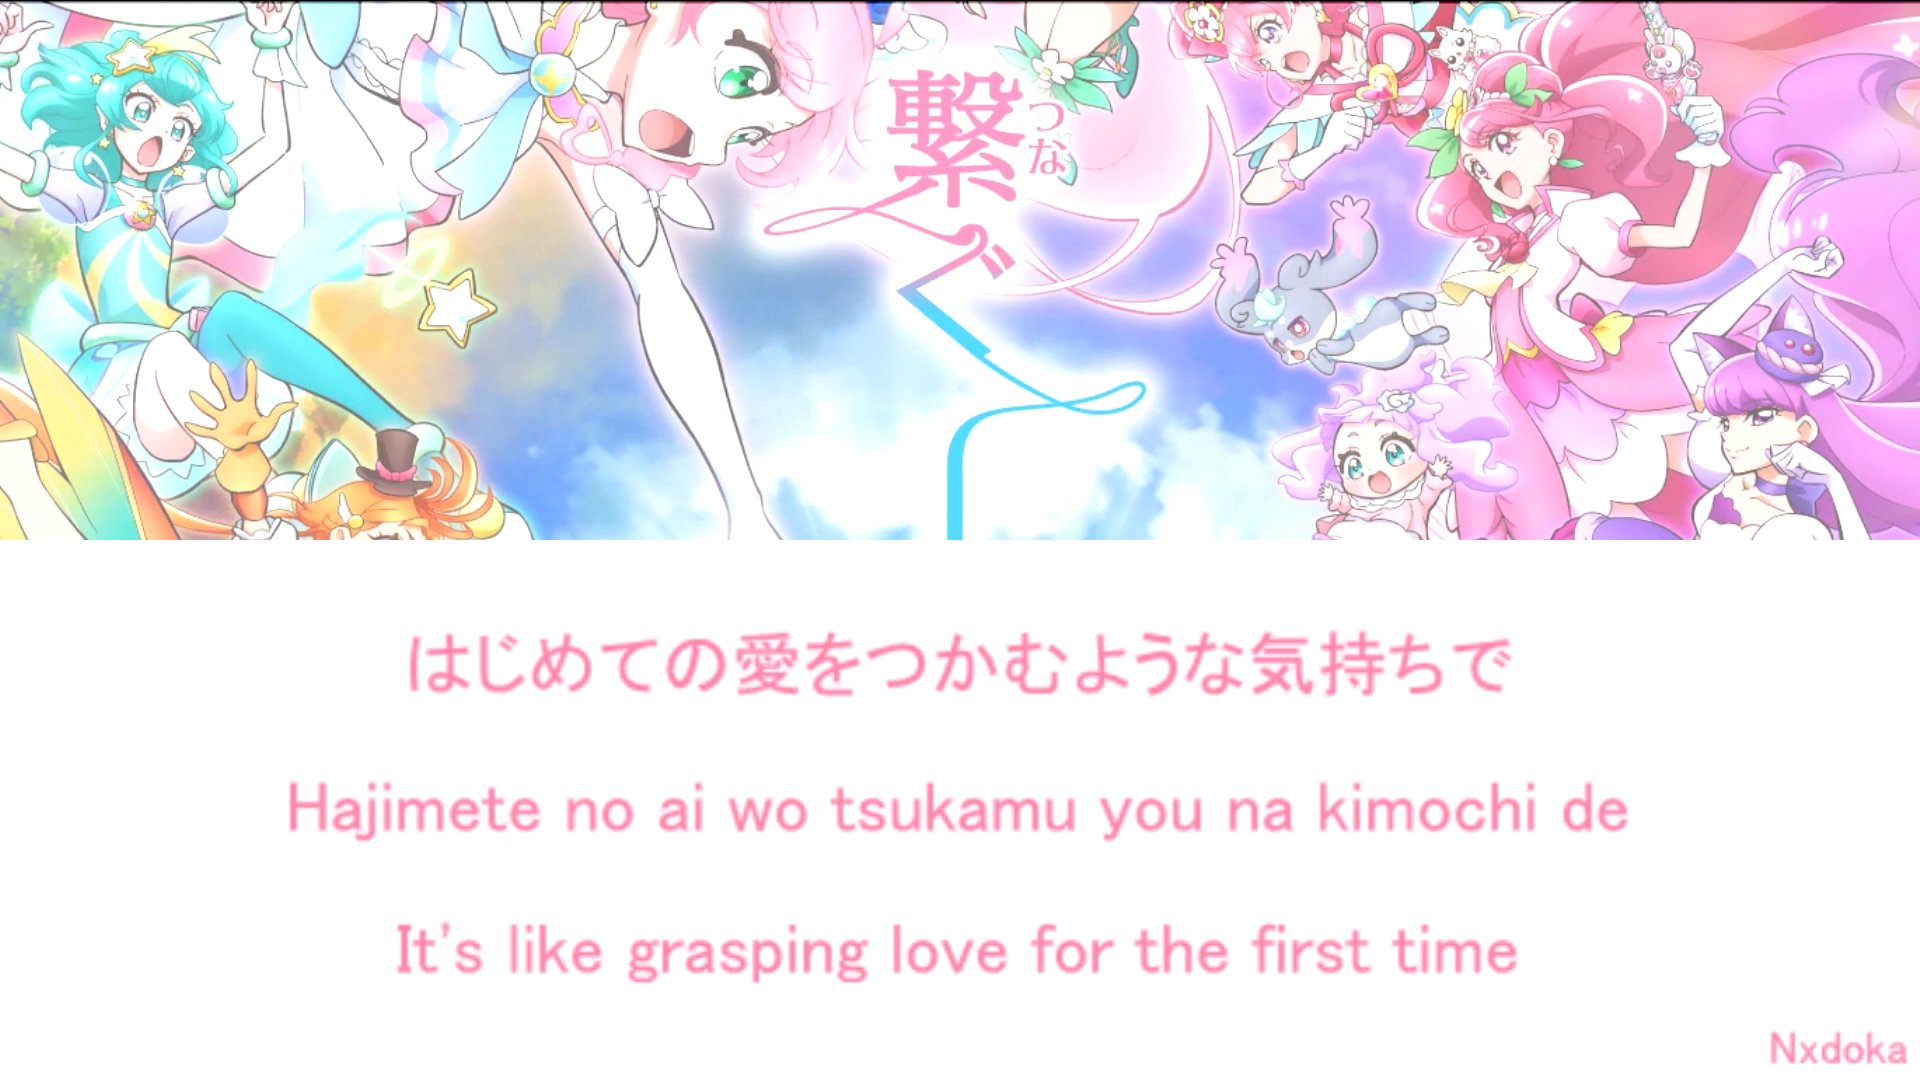 繋ぐ
つな
はじめての愛をつかむような気持ちで
Hajimete no ai wo tsukamu you na kimochi de
It's like grasping love for the first time
Nxdoka